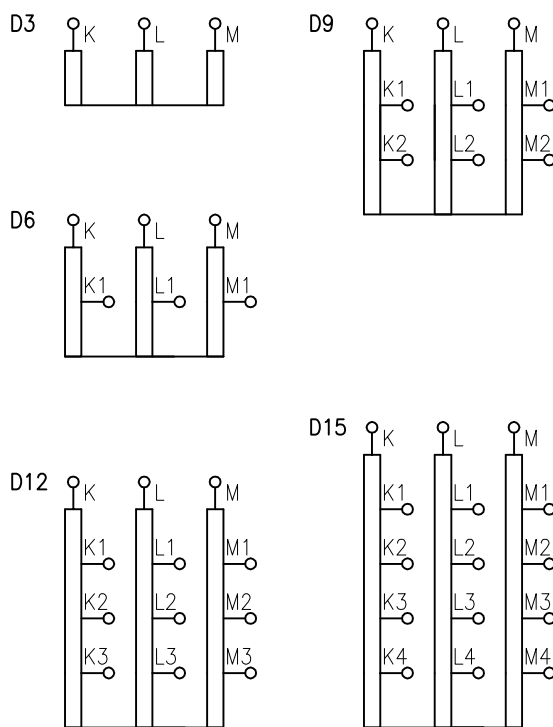 D3 K L M
D9 K L M
K1 L1 M1
K2 L2 M2
D6 K L M
K1 L1 M1
D12 K L M
K1 L1 M1
K2 L2 M2
K3 L3 M3
D15 K L M
K1 L1 M1
K2 L2 M2
K3 L3 M3
K4 L4 M4